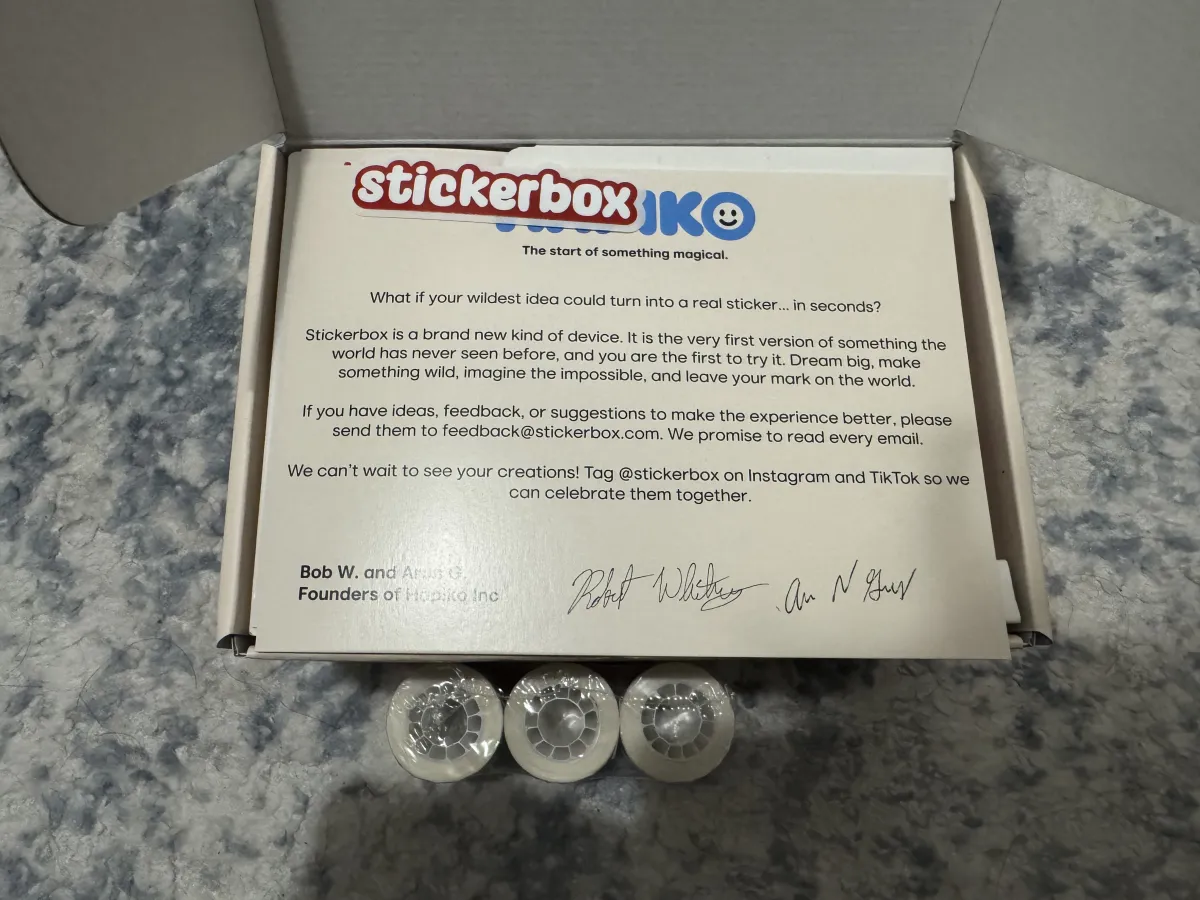 stickerbox
IKO
The start of something magical.
What if your wildest idea could turn into a real sticker... in seconds?
Stickerbox is a brand new kind of device. It is the very first version of something the
world has never seen before, and you are the first to try it. Dream big, make
something wild, imagine the impossible, and leave your mark on the world.
If you have ideas, feedback, or suggestions to make the experience better, please
send them to feedback@stickerbox.com. We promise to read every email.
We can't wait to see your creations! Tag @stickerbox on Instagram and TikTok so we
can celebrate them together.
Bob W. and Arun G.
Founders of Hapiko Inc
Robert